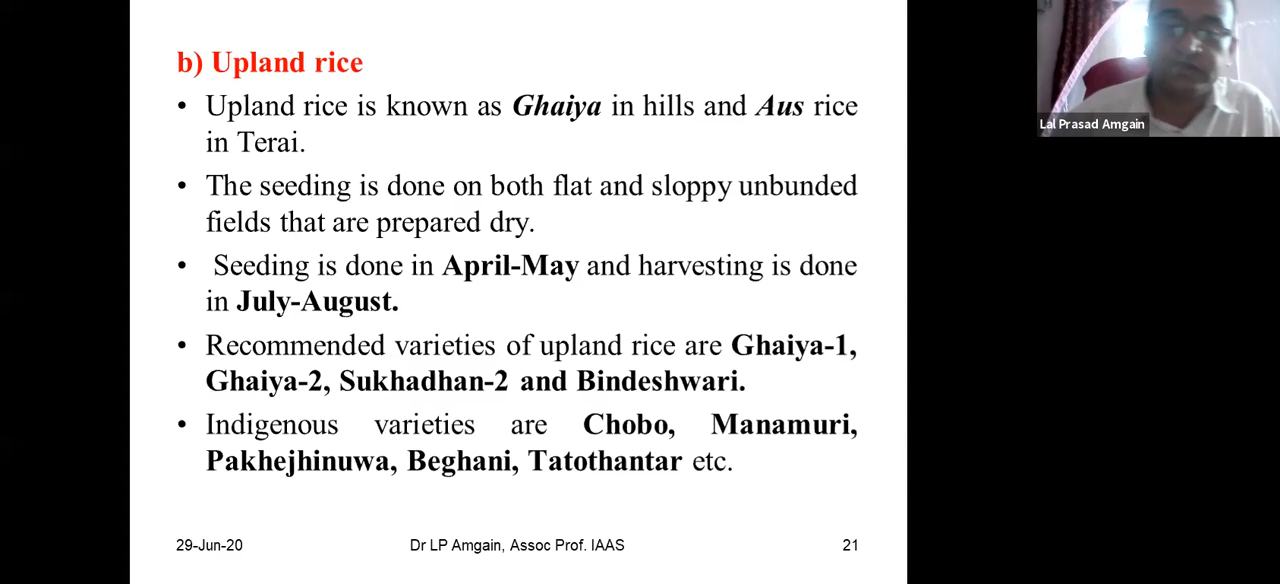 b) Upland rice
• Upland rice is known as Ghaiya in hills and Aus rice
in Terai.
• The seeding is done on both flat and sloppy unbunded
fields that are prepared dry.
• Seeding is done in April-May and harvesting is done
in July-August.
• Recommended varieties of upland rice are Ghaiya-1,
Ghaiya-2, Sukhadhan-2 and Bindeshwari.
• Indigenous varieties are Chobo, Manamuri,
Pakhejhinuwa, Beghani, Tatothantar etc.
29-Jun-20 Dr LP Amgain, Assoc Prof. IAAS 21
Lal Prasad Amgain